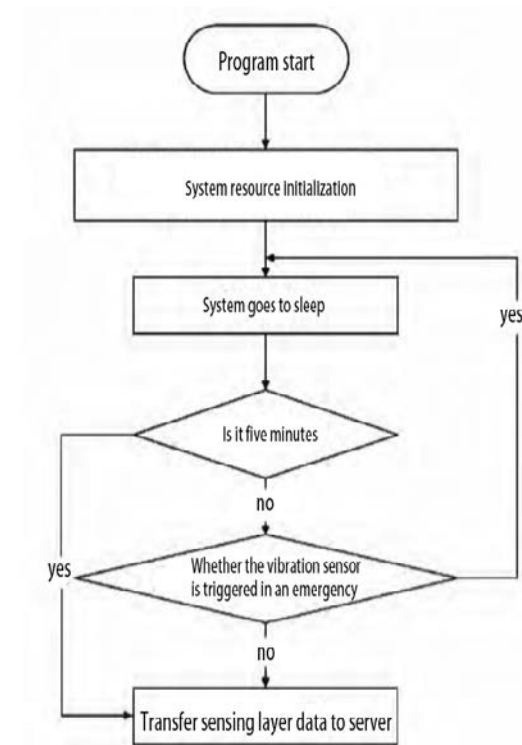 Program start
System resource initialization
System goes to sleep
yes
Is it five minutes
no
yes
Whether the vibration sensor
is triggered in an emergency
no
Transfer sensing layer data to server